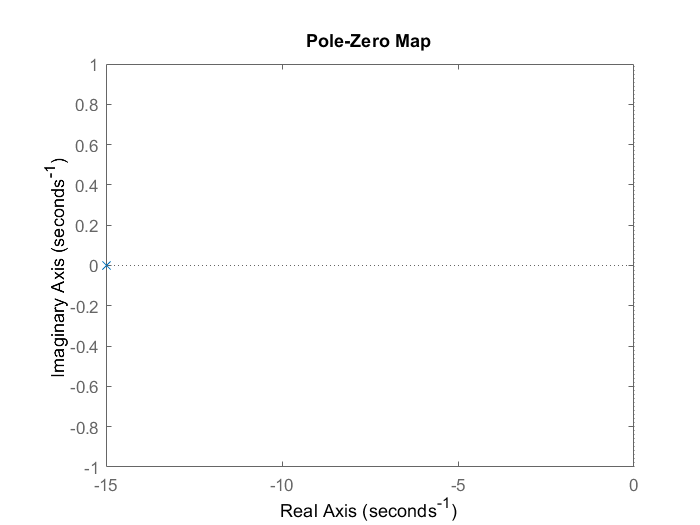 Pole-Zero Map
1
0.8
0.6
0.4
0.2
0
-0.2
-0.4
-0.6
-0.8
-1
Imaginary Axis (seconds⁻¹)
-15 -10 -5 0
Real Axis (seconds⁻¹)